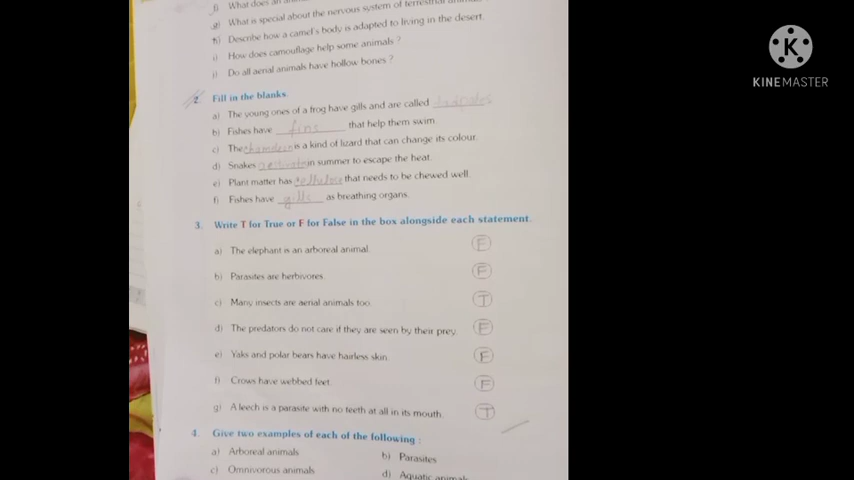 f) What does an
g) What is special about the nervous system of terrestrial
h) Describe how a camel's body is adapted to living in the desert.
i) How does camouflage help some animals ?
j) Do all aerial animals have hollow bones ?
2. Fill in the blanks.
a) The young ones of a frog have gills and are called tadpoles
b) Fishes have fins that help them swim.
c) The chameleon is a kind of lizard that can change its colour.
d) Snakes aestivate in summer to escape the heat.
e) Plant matter has cellulose that needs to be chewed well.
f) Fishes have gills as breathing organs.
3. Write T for True or F for False in the box alongside each statement.
a) The elephant is an arboreal animal. F
b) Parasites are herbivores. F
c) Many insects are aerial animals too. T
d) The predators do not care if they are seen by their prey. F
e) Yaks and polar bears have hairless skin. F
f) Crows have webbed feet. F
g) A leech is a parasite with no teeth at all in its mouth. T
4. Give two examples of each of the following :
a) Arboreal animals b) Parasites
c) Omnivorous animals d) Aquatic animals
K
KINEMASTER